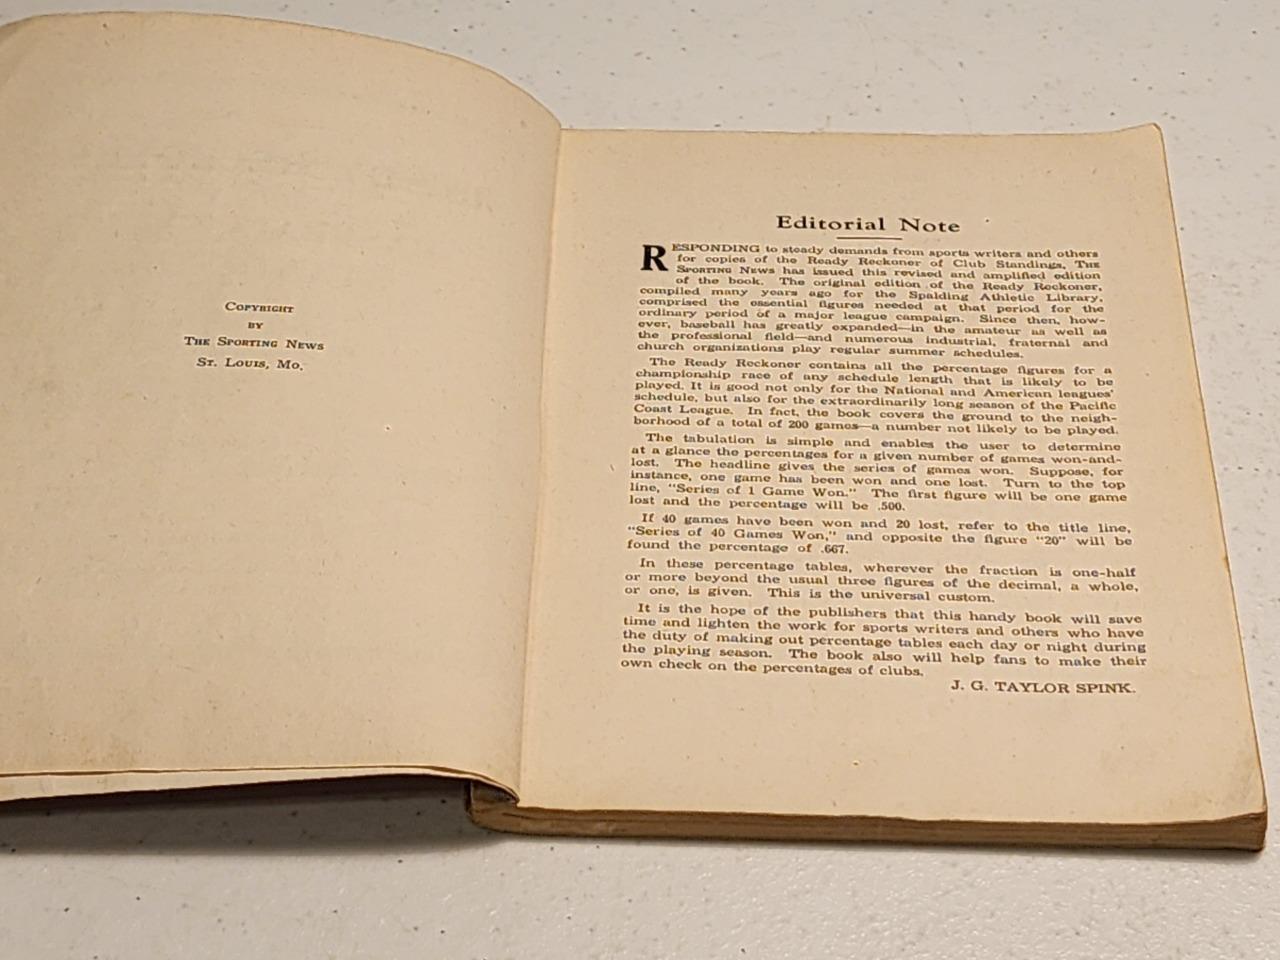 Copyright
by
The Sporting News
St. Louis, Mo.
Editorial Note
RESPONDING to steady demands from sports writers and others
for copies of the Ready Reckoner of Club Standings, The
Sporting News has issued this revised and amplified edition
of the book. The original edition of the Ready Reckoner,
compiled many years ago for the Spalding Athletic Library,
comprised the essential figures needed at that period for the
ordinary period of a major league campaign. Since then, how-
ever, baseball has greatly expanded—in the amateur as well as
the professional field—and numerous industrial, fraternal and
church organizations play regular summer schedules.
The Ready Reckoner contains all the percentage figures for a
championship race of any schedule length that is likely to be
played. It is good not only for the National and American leagues'
schedule, but also for the extraordinarily long season of the Pacific
Coast League. In fact, the book covers the ground to the neigh-
borhood of a total of 200 games—a number not likely to be played.
The tabulation is simple and enables the user to determine
at a glance the percentages for a given number of games won-and-
lost. The headline gives the series of games won. Suppose, for
instance, one game has been won and one lost. Turn to the top
line, "Series of 1 Game Won." The first figure will be one game
lost and the percentage will be .500.
If 40 games have been won and 20 lost, refer to the title line,
"Series of 40 Games Won," and opposite the figure "20" will be
found the percentage of .667.
In these percentage tables, wherever the fraction is one-half
or more beyond the usual three figures of the decimal, a whole,
or one, is given. This is the universal custom.
It is the hope of the publishers that this handy book will save
time and lighten the work for sports writers and others who have
the duty of making out percentage tables each day or night during
the playing season. The book also will help fans to make their
own check on the percentages of clubs.
J. G. TAYLOR SPINK.